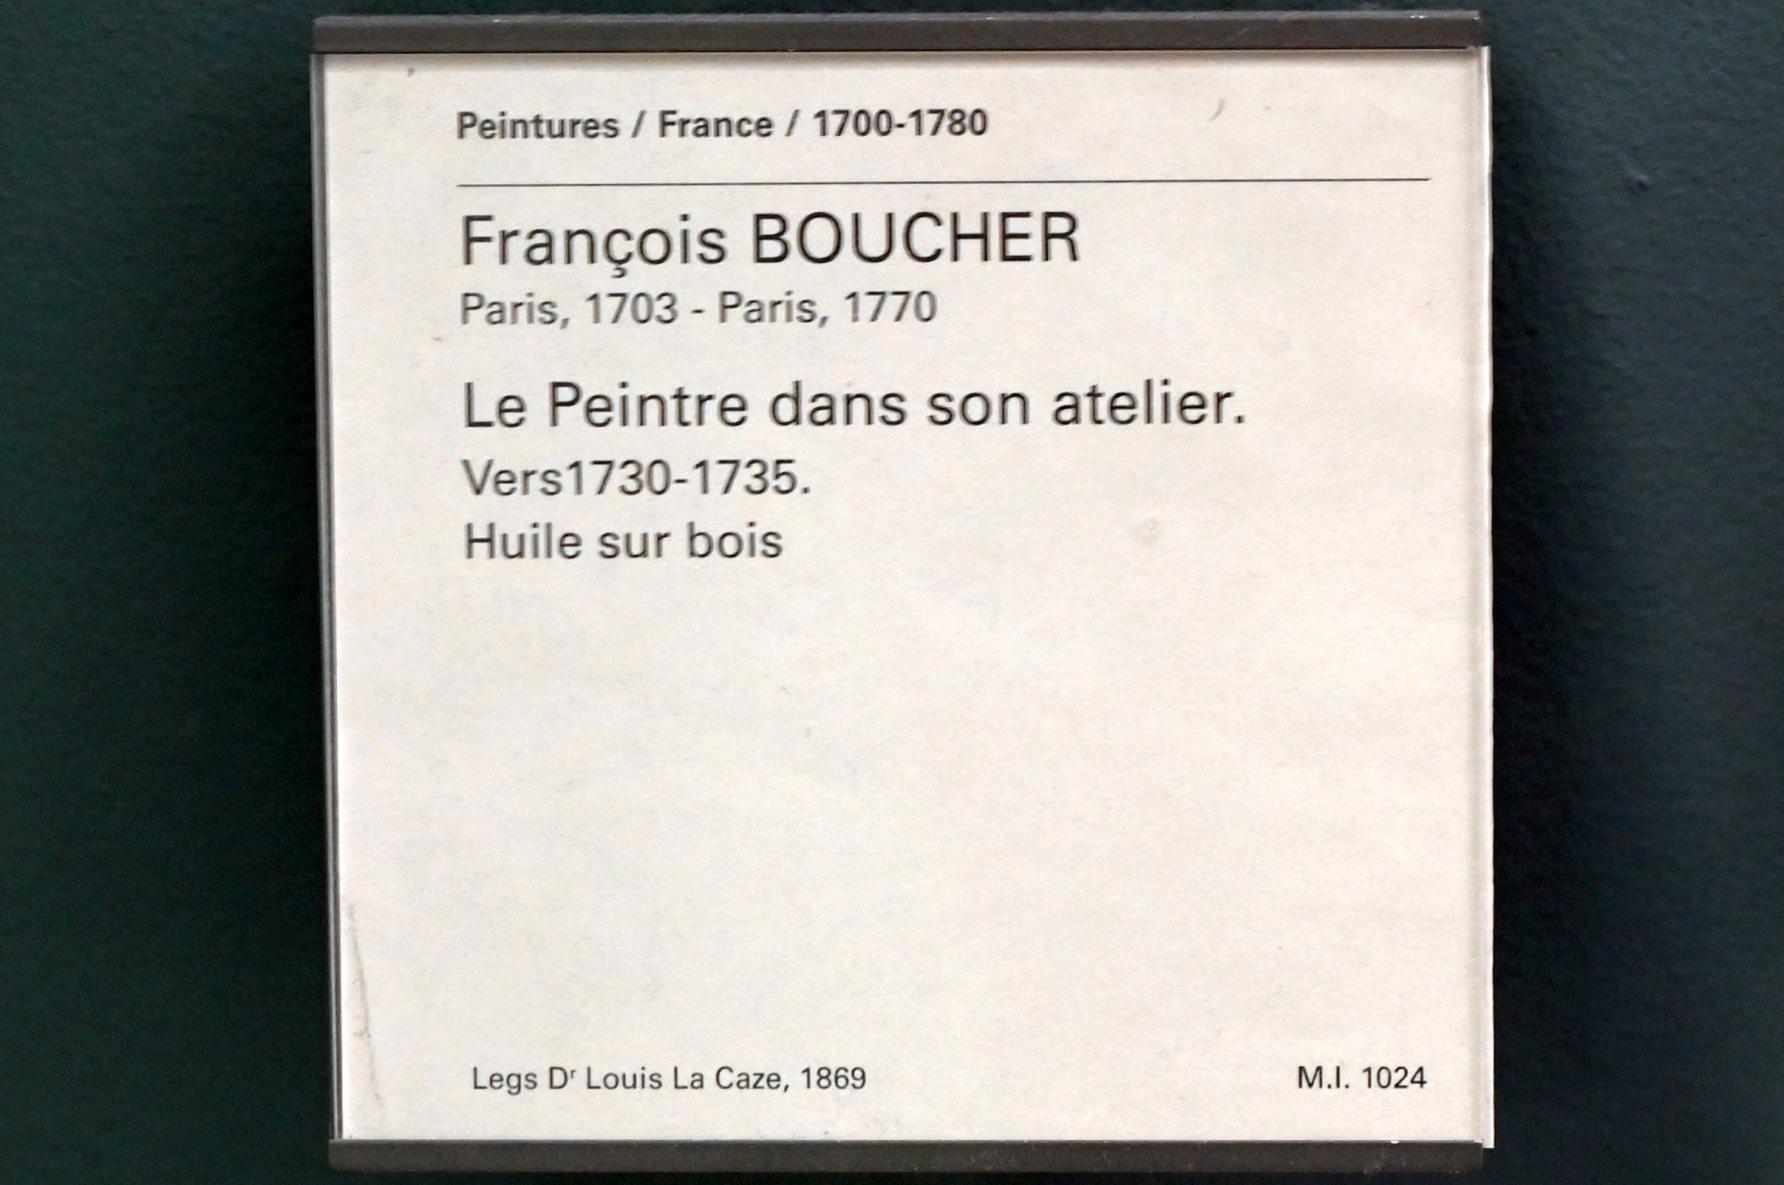 Peintures / France / 1700-1780
François BOUCHER
Paris, 1703 - Paris, 1770
Le Peintre dans son atelier.
Vers1730-1735.
Huile sur bois
Legs Dʳ Louis La Caze, 1869
M.I. 1024